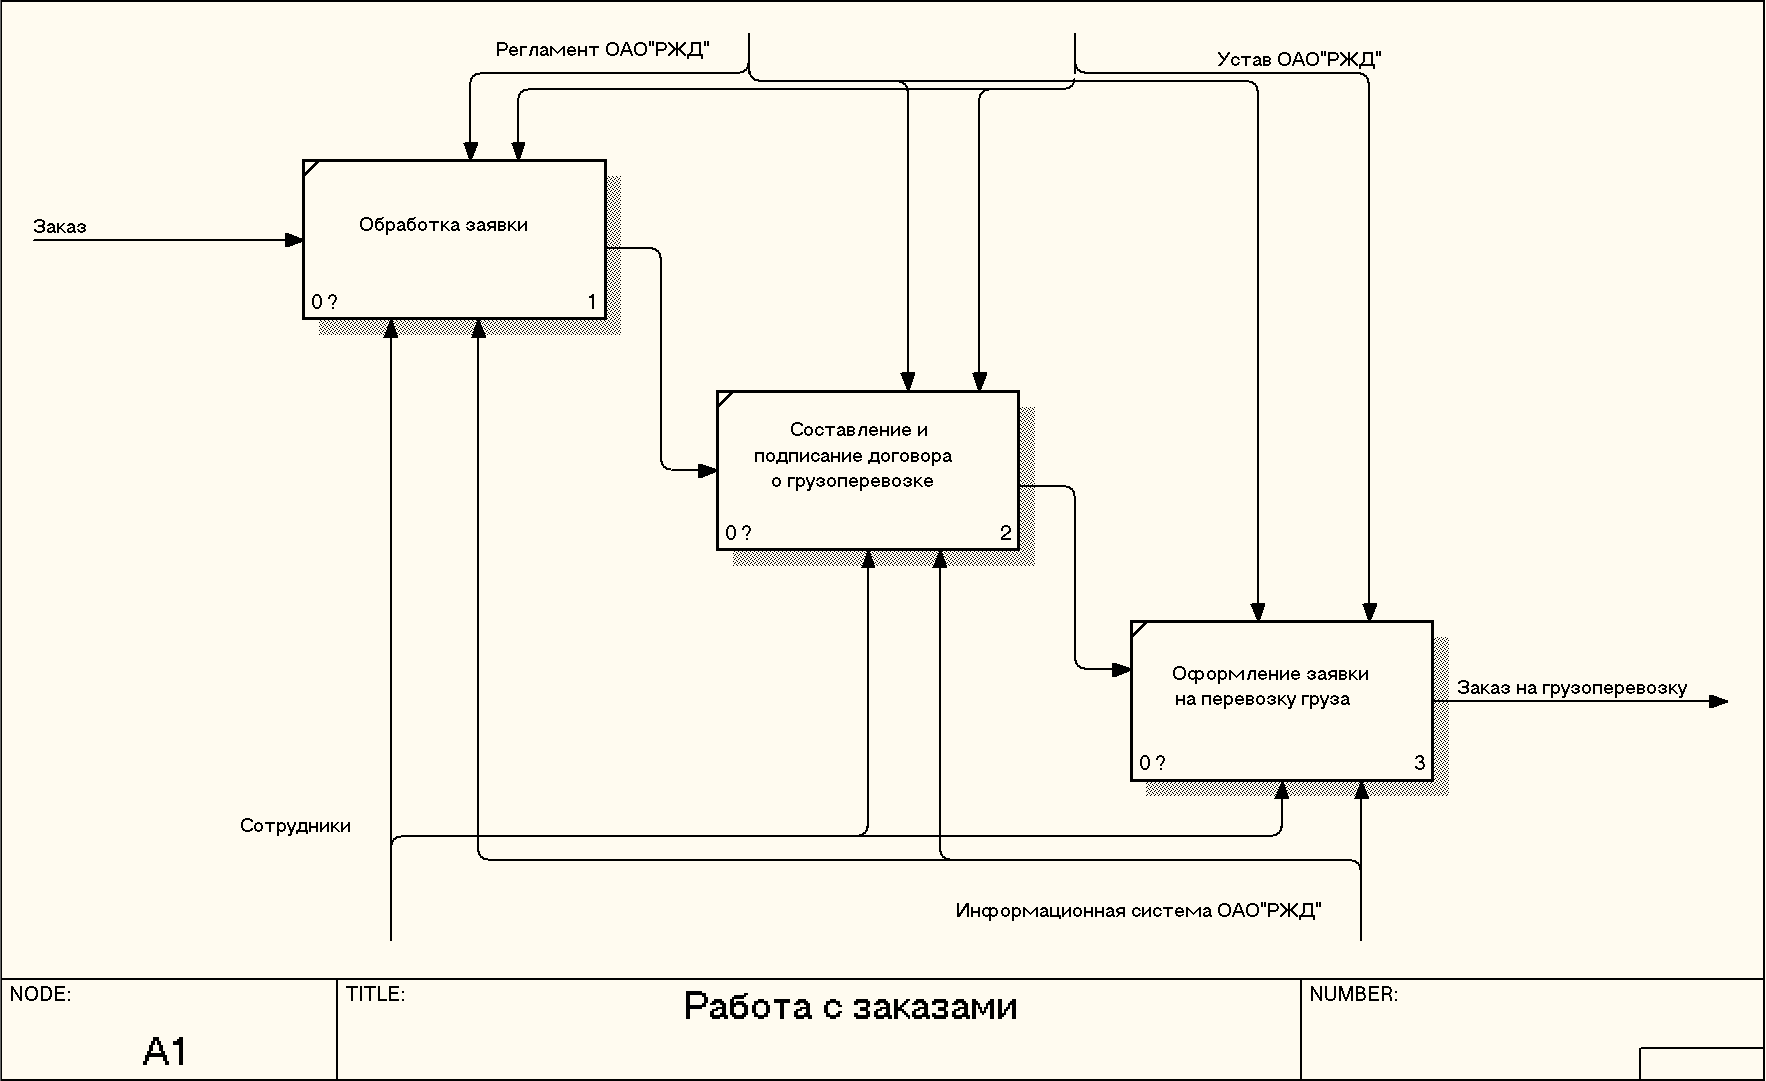 Регламент ОАО"РЖД"
Устав ОАО"РЖД"
Заказ
Обработка заявки
0 ?
1
Составление и
подписание договора
о грузоперевозке
0 ?
2
Оформление заявки
на перевозку груза
0 ?
3
Заказ на грузоперевозку
Сотрудники
Информационная система ОАО"РЖД"
NODE:
A1
TITLE:
Работа с заказами
NUMBER: